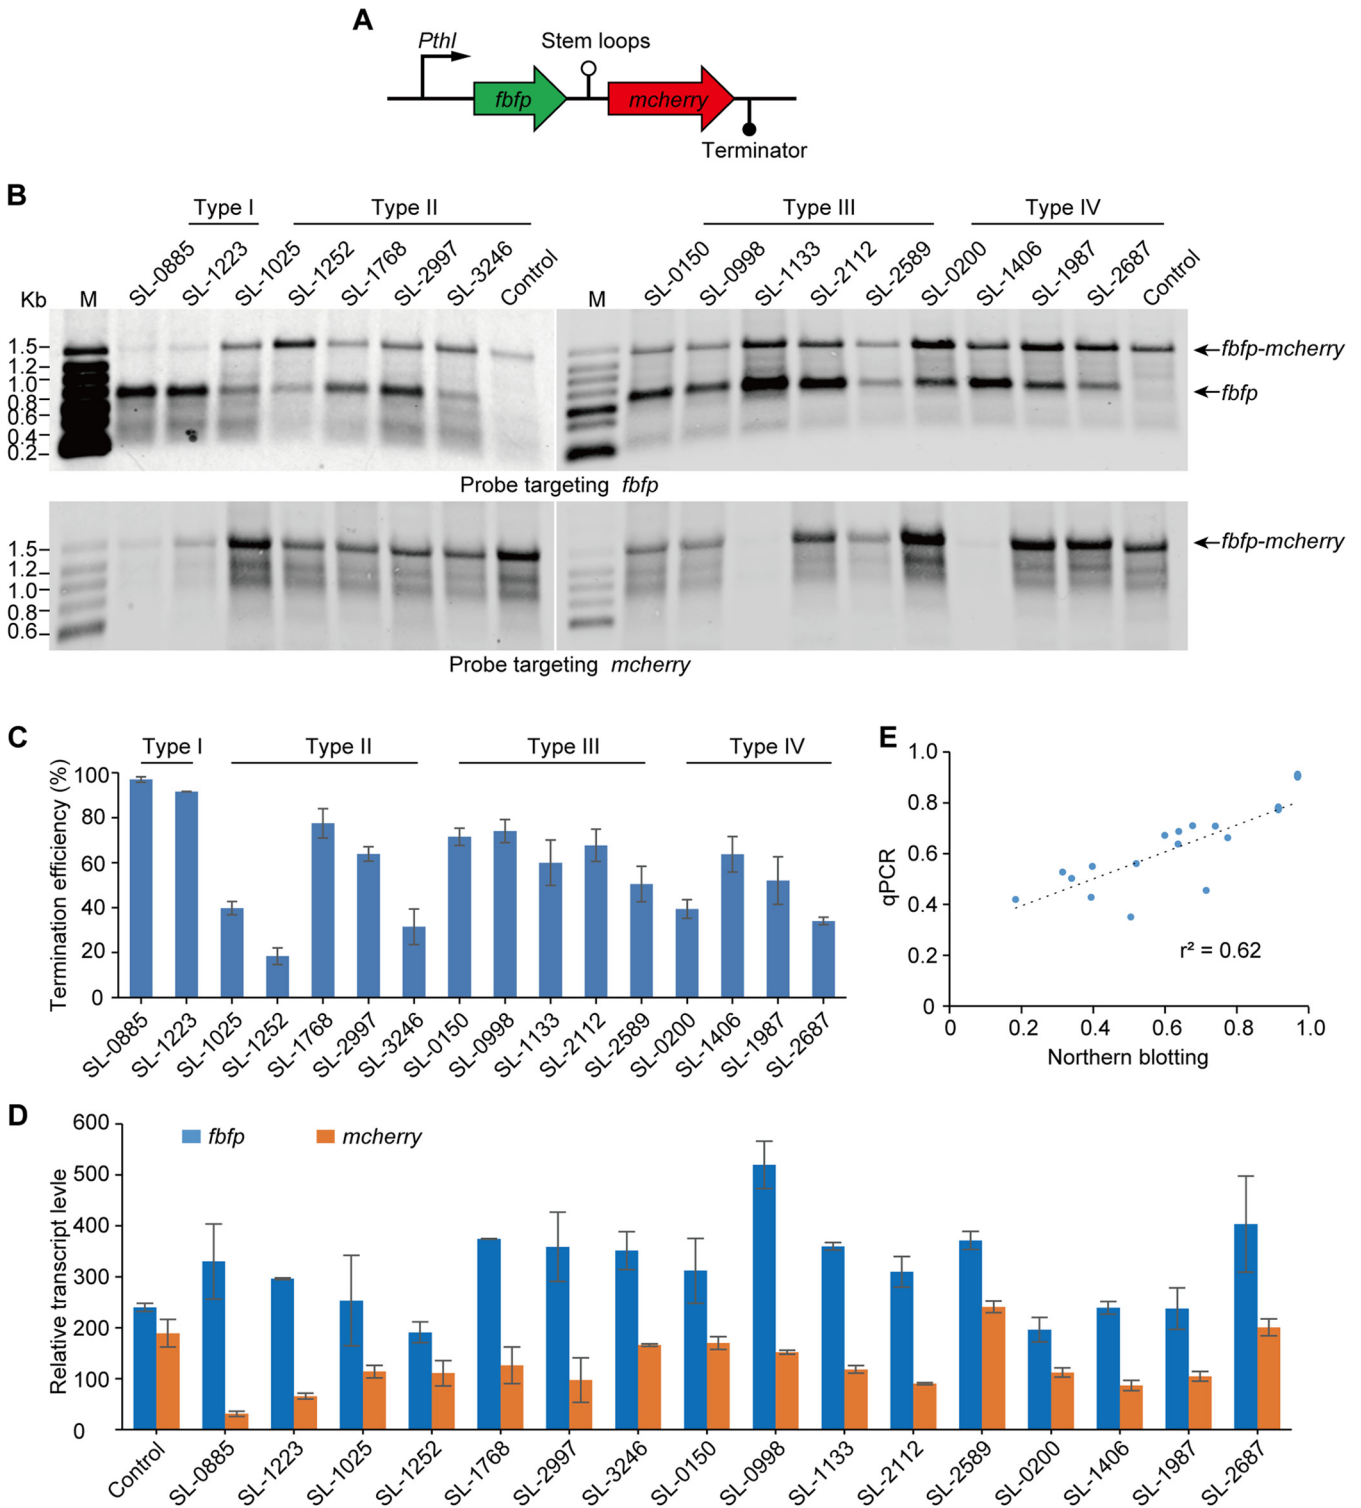 A
PthI
Stem loops
fbfp
mcherry
Terminator
B
Type I
Type II
Type III
Type IV
Kb
M
SL-0885
SL-1223
SL-1025
SL-1252
SL-1768
SL-2997
SL-3246
Control
M
SL-0150
SL-0998
SL-1133
SL-2112
SL-2589
SL-0200
SL-1406
SL-1987
SL-2687
Control
1.5
1.2
1.0
0.8
0.6
0.4
0.2
fbfp-mcherry
fbfp
Probe targeting fbfp
1.5
1.2
1.0
0.8
0.6
fbfp-mcherry
Probe targeting mcherry
C
Type I
Type II
Type III
Type IV
Termination efficiency (%)
100
80
60
40
20
0
SL-0885
SL-1223
SL-1025
SL-1252
SL-1768
SL-2997
SL-3246
SL-0150
SL-0998
SL-1133
SL-2112
SL-2589
SL-0200
SL-1406
SL-1987
SL-2687
E
qPCR
1.0
0.8
0.6
0.4
0.2
0
r² = 0.62
0
0.2
0.4
0.6
0.8
1.0
Northern blotting
D
Relative transcript levle
600
500
400
300
200
100
0
fbfp
mcherry
Control
SL-0885
SL-1223
SL-1025
SL-1252
SL-1768
SL-2997
SL-3246
SL-0150
SL-0998
SL-1133
SL-2112
SL-2589
SL-0200
SL-1406
SL-1987
SL-2687